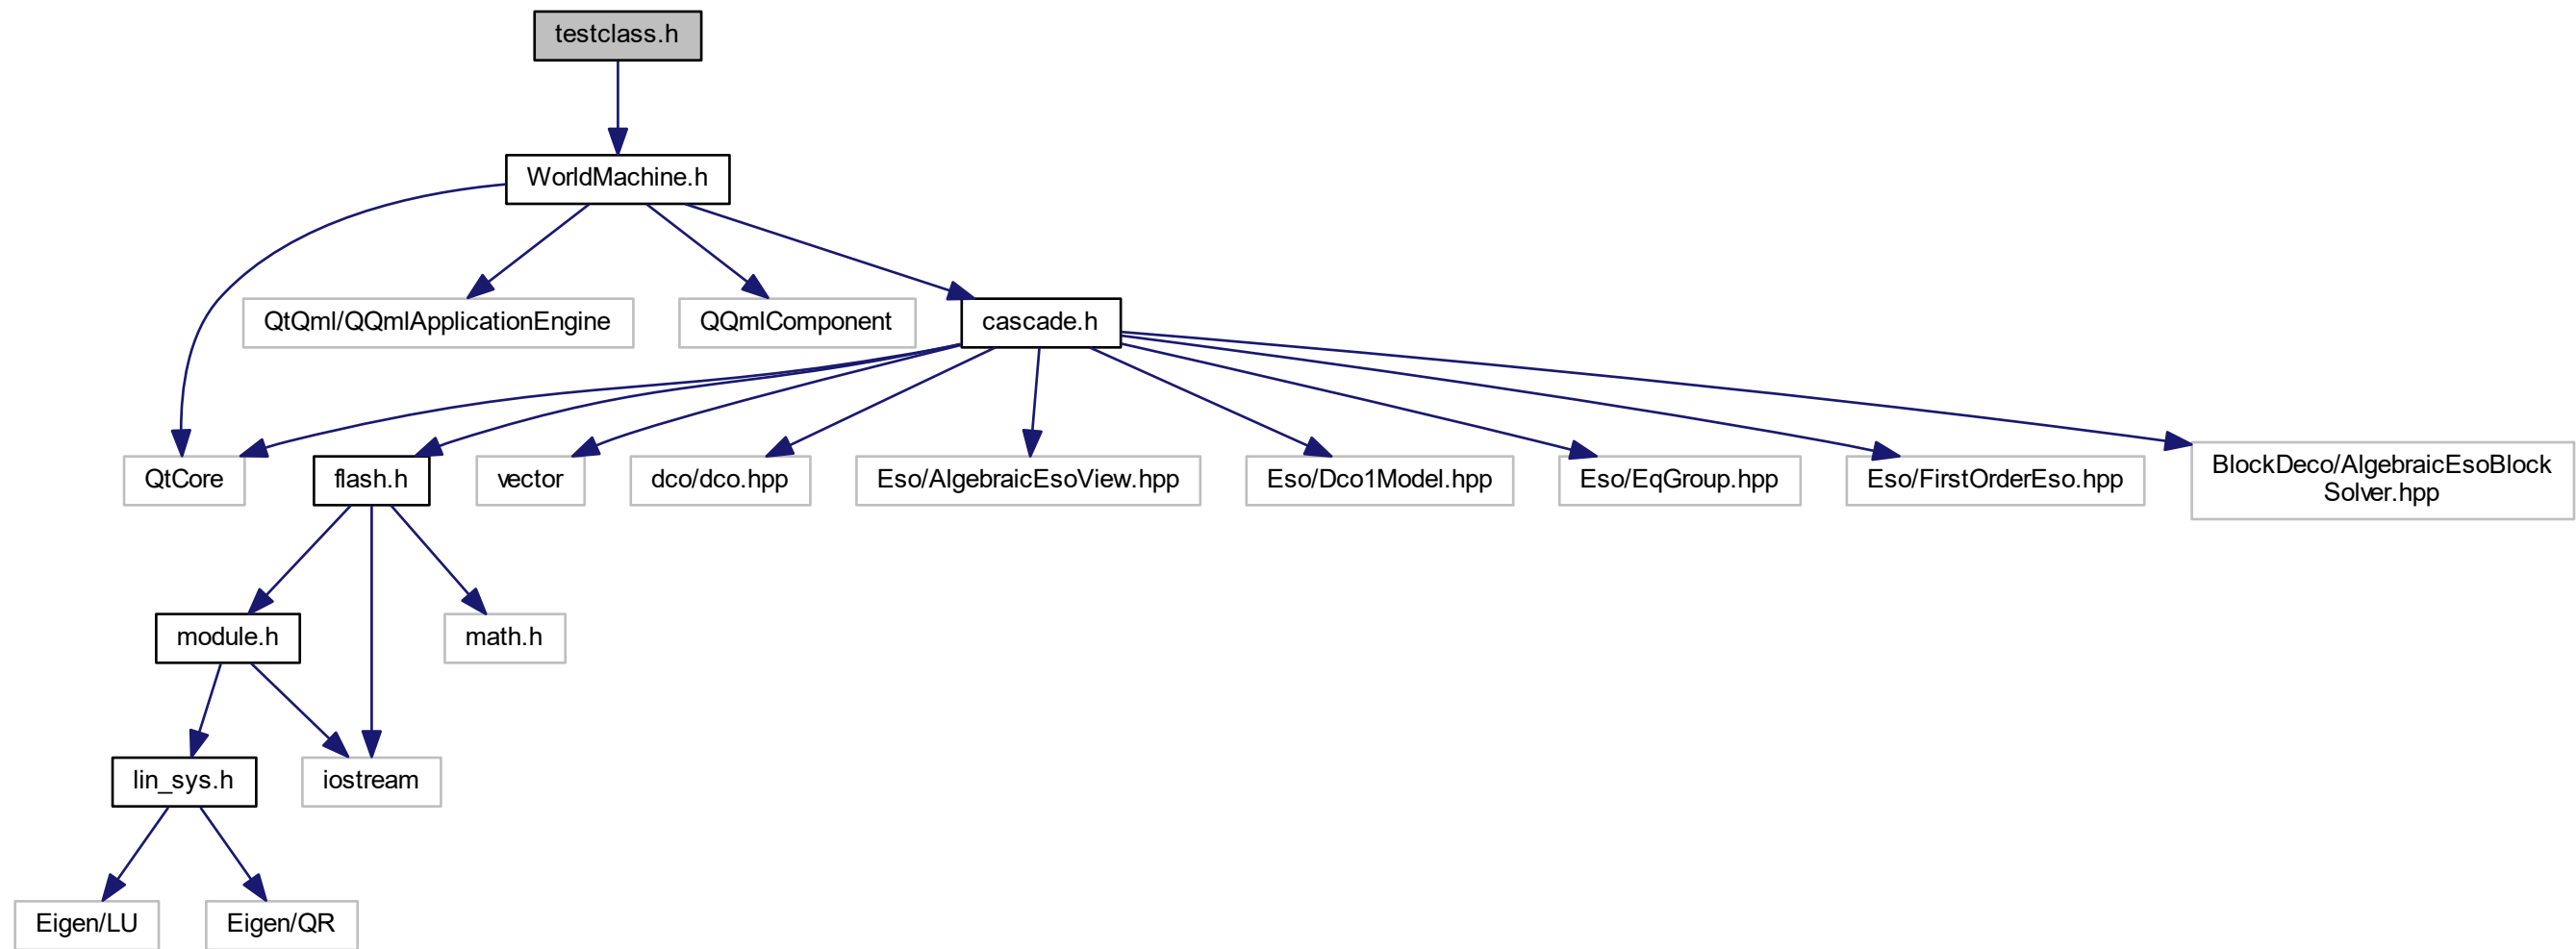 testclass.h
WorldMachine.h
QtQml/QQmlApplicationEngine
QQmlComponent
cascade.h
QtCore
flash.h
vector
dco/dco.hpp
Eso/AlgebraicEsoView.hpp
Eso/Dco1Model.hpp
Eso/EqGroup.hpp
Eso/FirstOrderEso.hpp
BlockDeco/AlgebraicEsoBlock
Solver.hpp
module.h
math.h
lin_sys.h
iostream
Eigen/LU
Eigen/QR